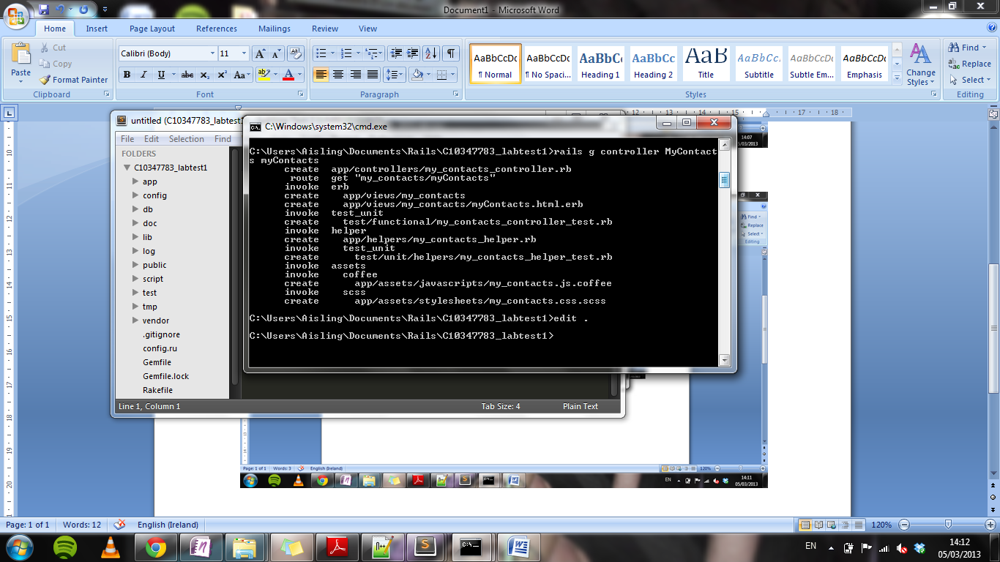 Document1 - Microsoft Word
Home Insert Page Layout References Mailings Review View
Paste
Cut
Copy
Format Painter
Clipboard
Calibri (Body) 11
B I U abc x₂ x² Aa A
Font
Paragraph
AaBbCcDc AaBbCcDc AaBbCc AaBbCc AaB AaBbCc. AaBbCcDc AaBbCcDc
¶ Normal ¶ No Spaci... Heading 1 Heading 2 Title Subtitle Subtle Em... Emphasis
Change Styles
Styles
Find
Replace
Select
Editing
12 13 14 15 17 18
untitled (C10347783_labtest1
File Edit Selection Find
FOLDERS
C10347783_labtest1
app
config
db
doc
lib
log
public
script
test
tmp
vendor
.gitignore
config.ru
Gemfile
Gemfile.lock
Rakefile
Line 1, Column 1 Tab Size: 4 Plain Text
C:\Windows\system32\cmd.exe
C:\Users\Aisling\Documents\Rails\C10347783_labtest1>rails g controller MyContact
s myContacts
create app/controllers/my_contacts_controller.rb
route get "my_contacts/myContacts"
invoke erb
create app/views/my_contacts
create app/views/my_contacts/myContacts.html.erb
invoke test_unit
create test/functional/my_contacts_controller_test.rb
invoke helper
create app/helpers/my_contacts_helper.rb
invoke test_unit
create test/unit/helpers/my_contacts_helper_test.rb
invoke assets
invoke coffee
create app/assets/javascripts/my_contacts.js.coffee
invoke scss
create app/assets/stylesheets/my_contacts.css.scss
C:\Users\Aisling\Documents\Rails\C10347783_labtest1>edit .
C:\Users\Aisling\Documents\Rails\C10347783_labtest1>
14:07
05/03/2013
Find
Replace
Select
Editing
Page: 1 of 1 Words: 3 English (Ireland) 120%
EN 14:11
05/03/2013
Page: 1 of 1 Words: 12 English (Ireland) 120%
EN 14:12
05/03/2013